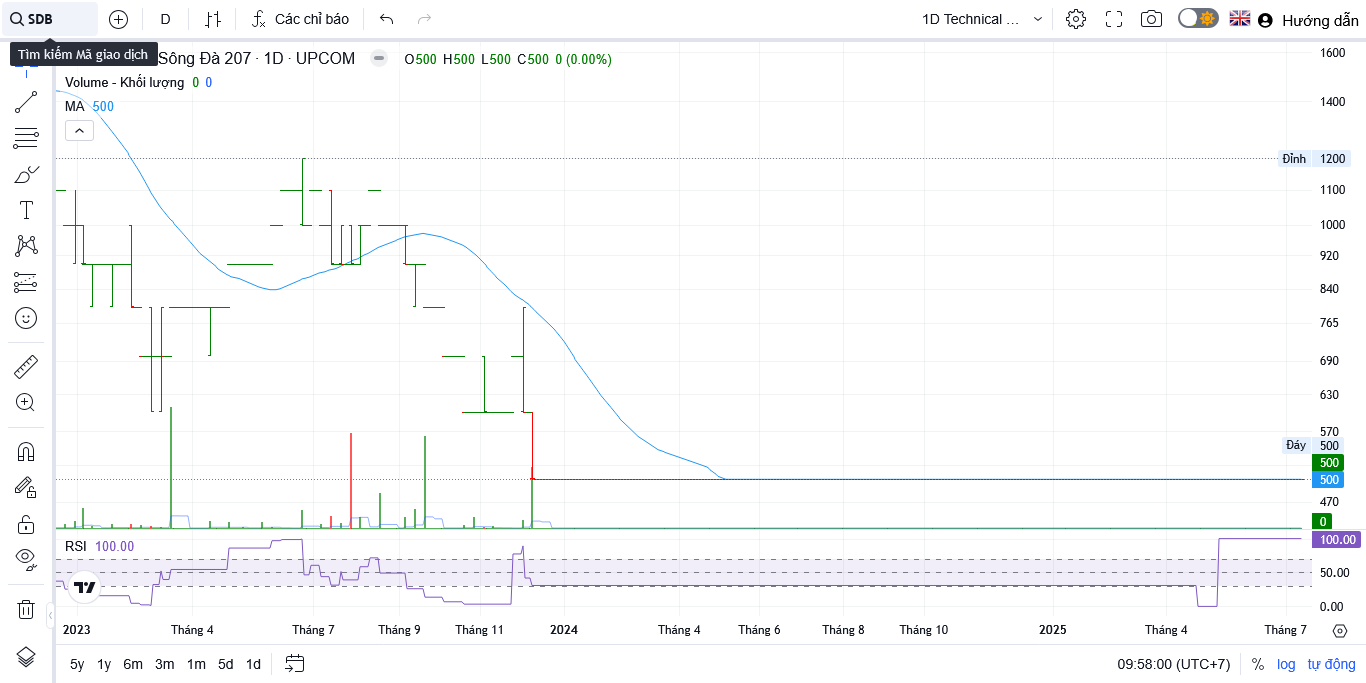 SDB
D
Các chỉ báo
1D Technical ...
Hướng dẫn
Tìm kiếm Mã giao dịch
Sông Đà 207 · 1D · UPCOM
O500 H500 L500 C500 0 (0.00%)
Volume - Khối lượng 0 0
MA 500
1600
1400
Đỉnh 1200
1100
1000
920
840
765
690
630
570
Đáy 500
500
500
470
0
RSI 100.00
100.00
50.00
0.00
2023 Tháng 4 Tháng 7 Tháng 9 Tháng 11 2024 Tháng 4 Tháng 6 Tháng 8 Tháng 10 2025 Tháng 4 Tháng 7
5y 1y 6m 3m 1m 5d 1d
09:58:00 (UTC+7) % log tự động